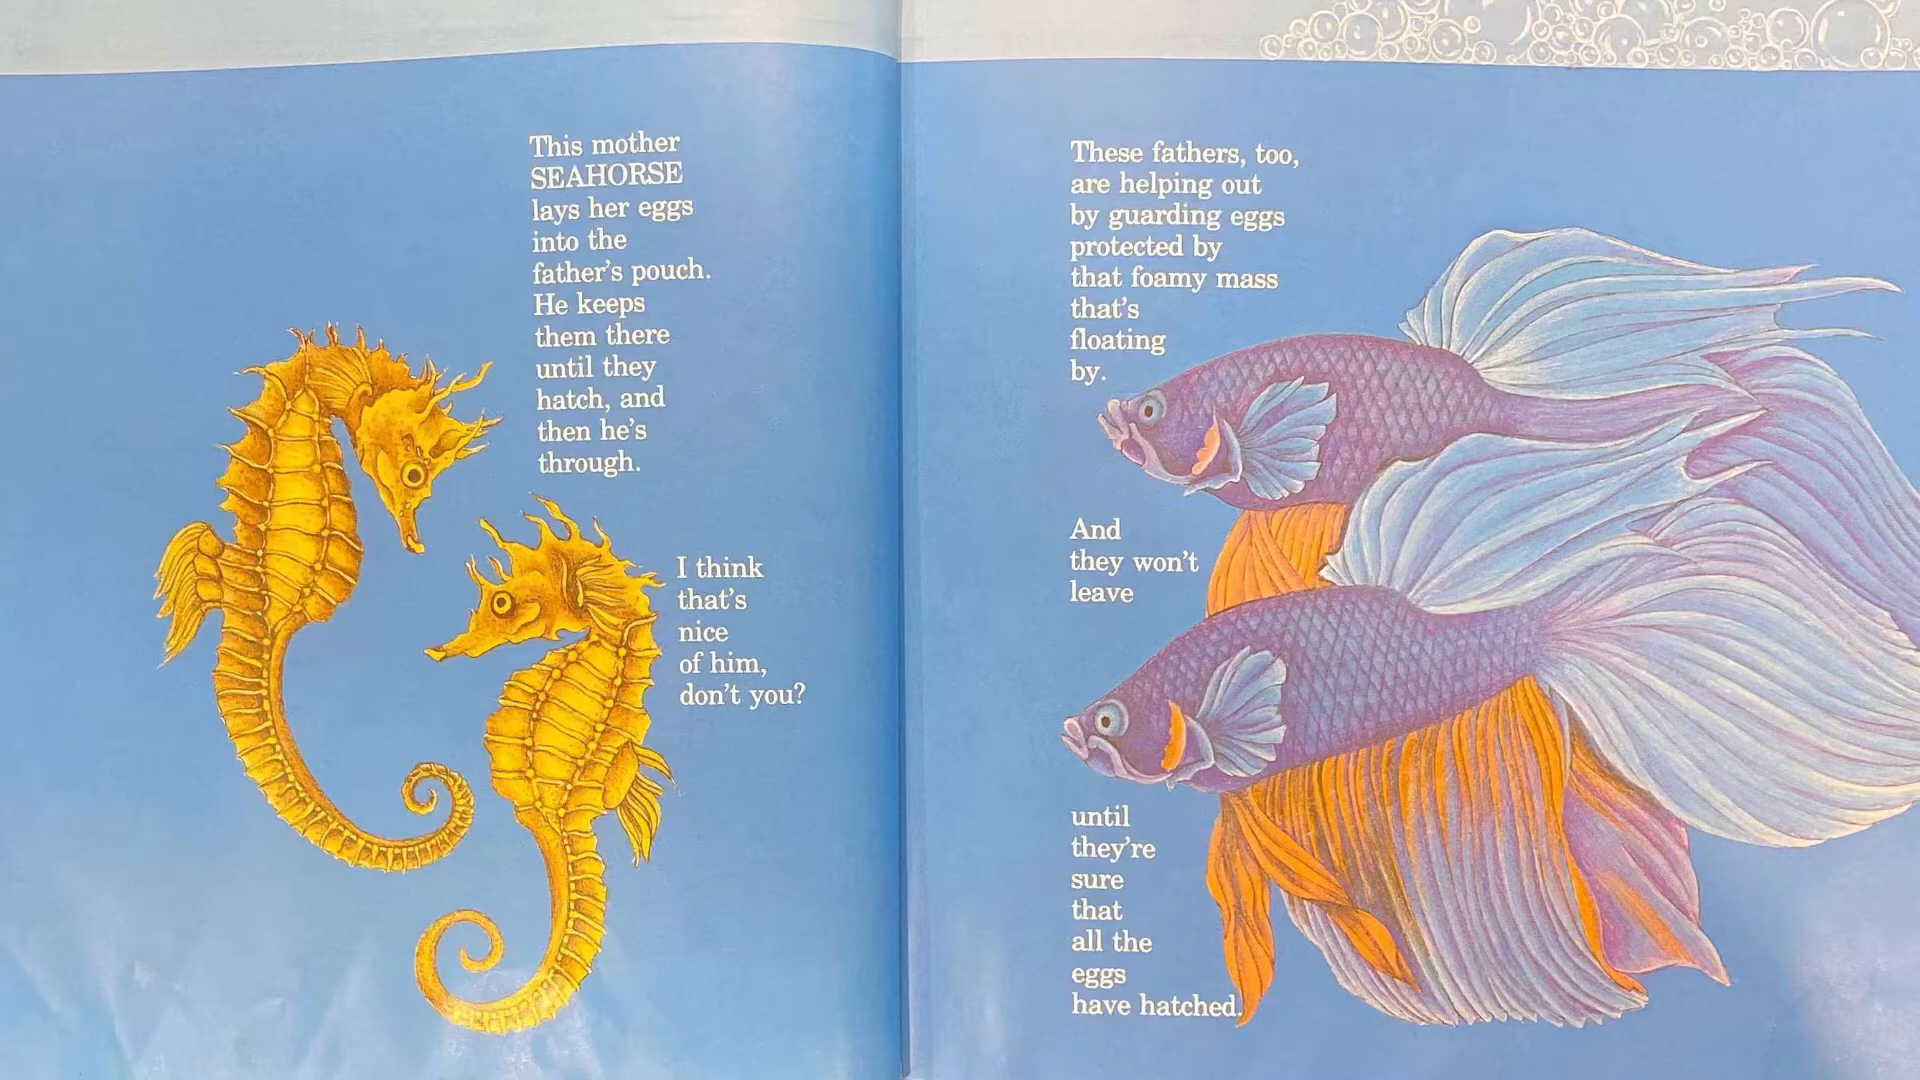 This mother
SEAHORSE
lays her eggs
into the
father's pouch.
He keeps
them there
until they
hatch, and
then he's
through.
I think
that's
nice
of him,
don't you?
These fathers, too,
are helping out
by guarding eggs
protected by
that foamy mass
that's
floating
by.
And
they won't
leave
until
they're
sure
that
all the
eggs
have hatched.